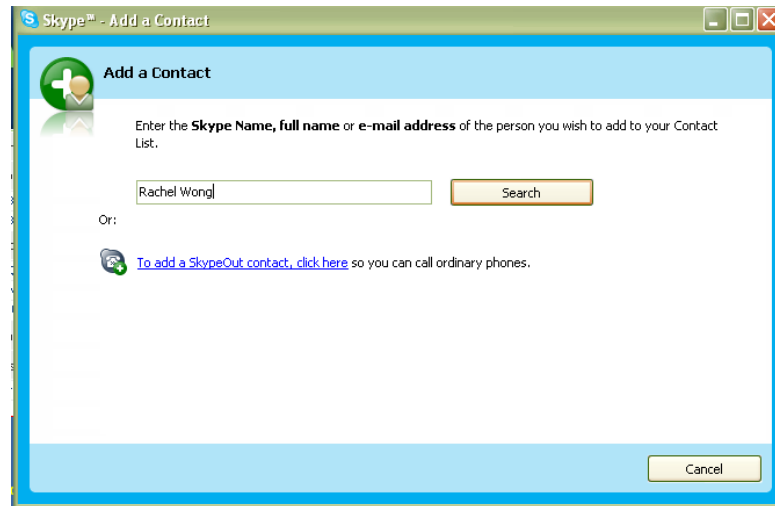 Skype™ - Add a Contact
Add a Contact
Enter the Skype Name, full name or e-mail address of the person you wish to add to your Contact
List.
Rachel Wong
Search
Or:
To add a SkypeOut contact, click here so you can call ordinary phones.
Cancel